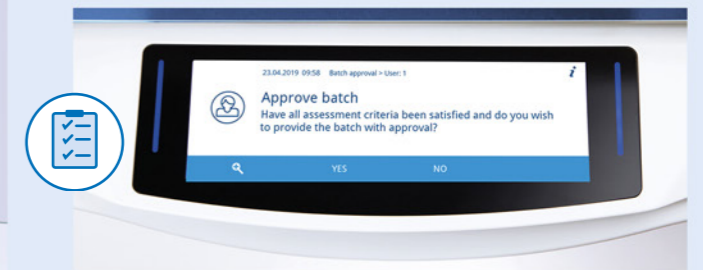 23.04.2019 09:58 Batch approval > User: 1
i
Approve batch
Have all assessment criteria been satisfied and do you wish
to provide the batch with approval?
YES NO